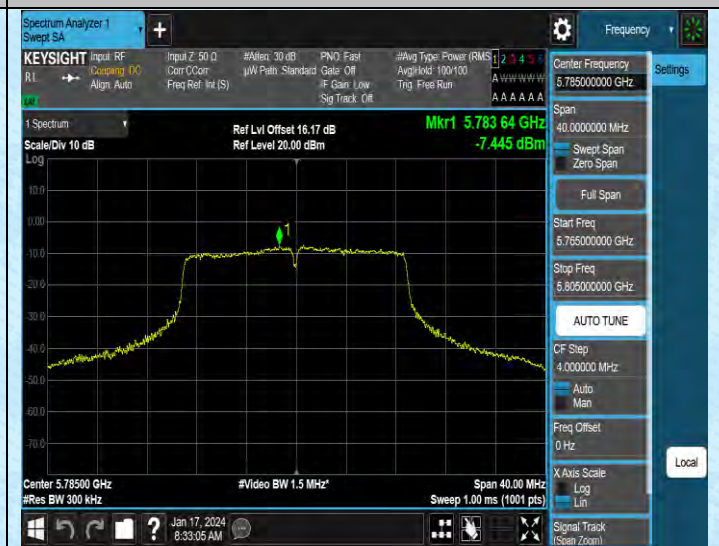 Spectrum Analyzer 1
Swept SA
+
Frequency
KEYSIGHT
Input: RF
Input Z: 50 Ω
#Atten: 30 dB
PNO: Fast
#Avg Type: Power (RMS)
1 2 3 4 5 6
RL
Coupling: DC
Corr CCorr
µW Path: Standard
Gate: Off
Avg|Hold: 100/100
A WWWWW
Align: Auto
Freq Ref: Int (S)
IF Gain: Low
Trig: Free Run
Sig Track: Off
A A A A A A
Center Frequency
5.785000000 GHz
Settings
1 Spectrum
Scale/Div 10 dB
Ref Lvl Offset 16.17 dB
Ref Level 20.00 dBm
Mkr1 5.783 64 GHz
-7.445 dBm
Span
40.0000000 MHz
Swept Span
Zero Span
Full Span
Start Freq
5.765000000 GHz
Stop Freq
5.805000000 GHz
AUTO TUNE
CF Step
4.000000 MHz
Auto
Man
Freq Offset
0 Hz
X Axis Scale
Log
Lin
Signal Track
(Span Zoom)
Local
Log
10.0
0.00
-10.0
-20.0
-30.0
-40.0
-50.0
-60.0
-70.0
1
Center 5.78500 GHz
#Video BW 1.5 MHz*
Span 40.00 MHz
#Res BW 300 kHz
Sweep 1.00 ms (1001 pts)
?
Jan 17, 2024
8:33:05 AM